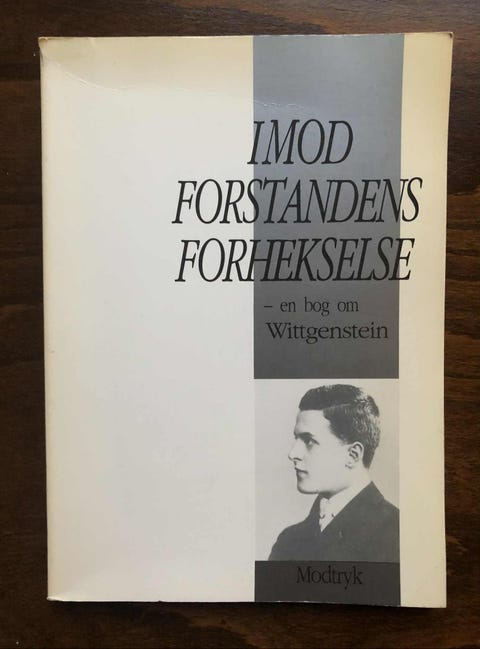 IMOD
FORSTANDENS
FORHEKSELSE
– en bog om
Wittgenstein
Modtryk